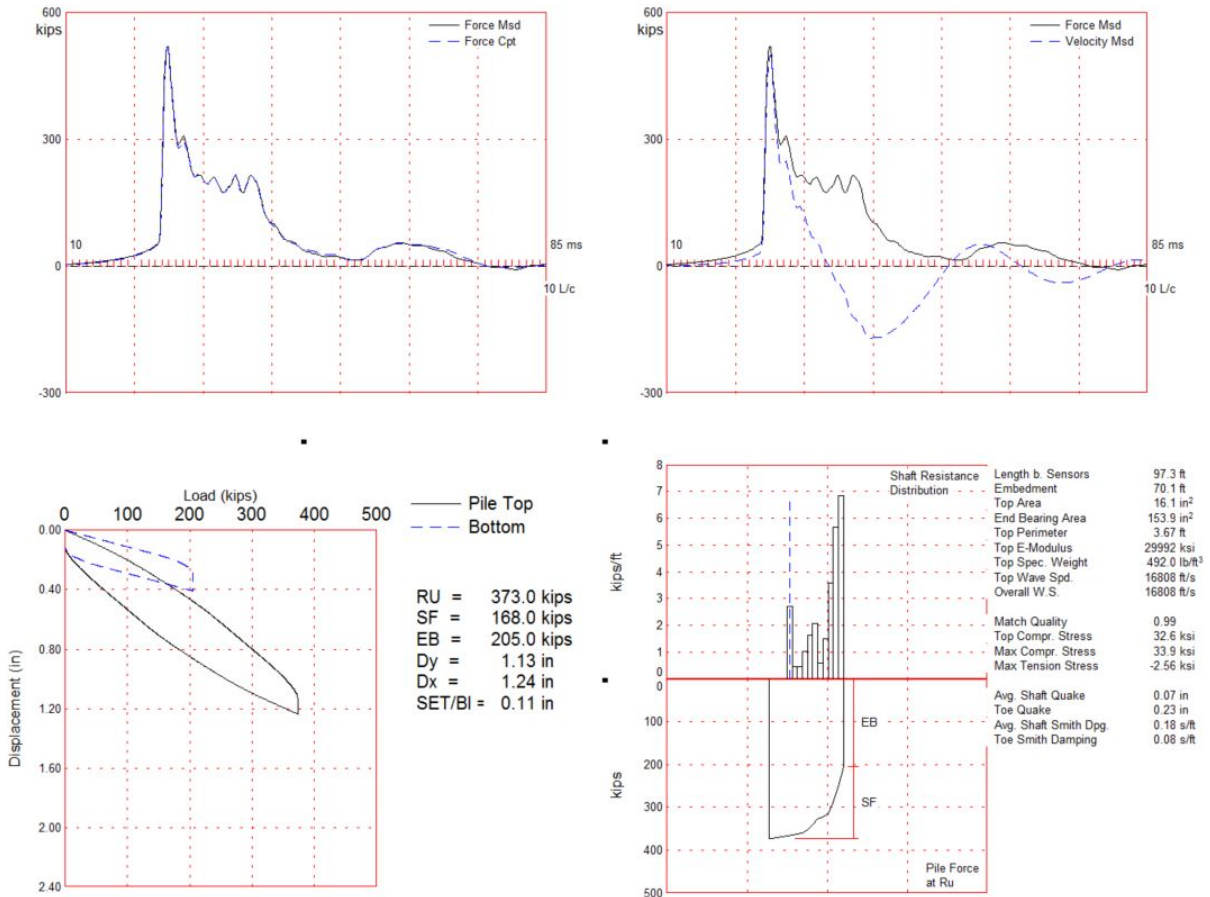 600
kips
Force Msd
Force Cpt
300
10
85 ms
0
10 L/c
-300
600
kips
Force Msd
Velocity Msd
300
10
85 ms
0
10 L/c
-300
Load (kips)
0 100 200 300 400 500
Pile Top
Bottom
Displacement (in)
0.00
0.40
0.80
1.20
1.60
2.00
2.40
RU = 373.0 kips
SF = 168.0 kips
EB = 205.0 kips
Dy = 1.13 in
Dx = 1.24 in
SET/Bl = 0.11 in
Shaft Resistance
Distribution
kips/ft
8
7
6
5
4
3
2
1
0
0
100
200
300
400
500
kips
EB
SF
Pile Force
at Ru
Length b. Sensors 97.3 ft
Embedment 70.1 ft
Top Area 16.1 in²
End Bearing Area 153.9 in²
Top Perimeter 3.67 ft
Top E-Modulus 29992 ksi
Top Spec. Weight 492.0 lb/ft³
Top Wave Spd. 16808 ft/s
Overall W.S. 16808 ft/s
Match Quality 0.99
Top Compr. Stress 32.6 ksi
Max Compr. Stress 33.9 ksi
Max Tension Stress -2.56 ksi
Avg. Shaft Quake 0.07 in
Toe Quake 0.23 in
Avg. Shaft Smith Dpg. 0.18 s/ft
Toe Smith Damping 0.08 s/ft